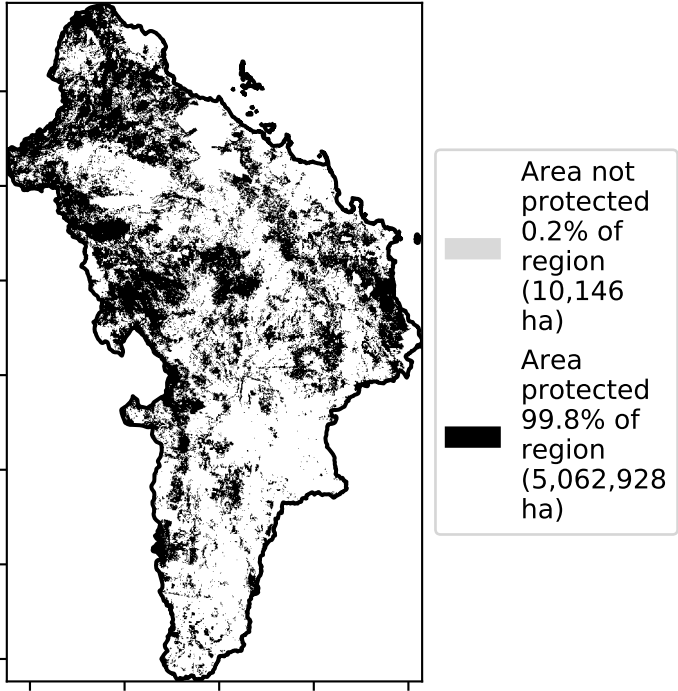 Area not
protected
0.2% of
region
(10,146
ha)
Area
protected
99.8% of
region
(5,062,928
ha)